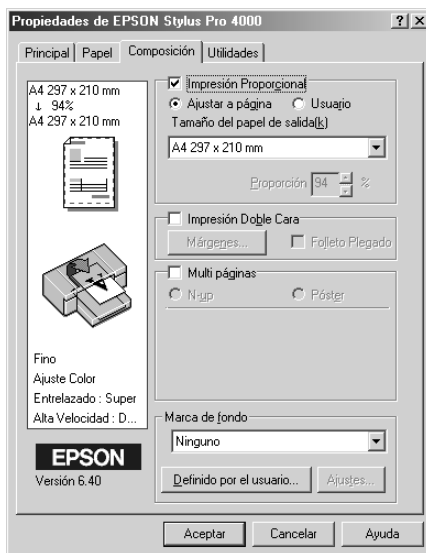 Propiedades de EPSON Stylus Pro 4000
Principal Papel Composición Utilidades
A4 297 x 210 mm
↓ 94%
A4 297 x 210 mm
Fino
Ajuste Color
Entrelazado : Super
Alta Velocidad : D...
EPSON
Versión 6.40
Impresión Proporcional
Ajustar a página Usuario
Tamaño del papel de salida(k)
A4 297 x 210 mm
Proporción 94 %
Impresión Doble Cara
Márgenes... Folleto Plegado
Multi páginas
N-up Póster
Marca de fondo
Ninguno
Definido por el usuario... Ajustes...
Aceptar Cancelar Ayuda